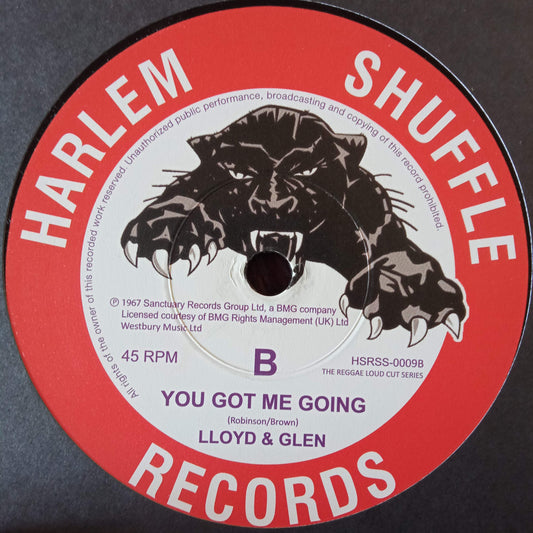 HARLEM SHUFFLE
All rights of the owner of this recorded work reserved. Unauthorized public performance, broadcasting and copying of this record prohibited.
℗ 1967 Sanctuary Records Group Ltd, a BMG company
Licensed courtesy of BMG Rights Management (UK) Ltd
Westbury Music Ltd
45 RPM
B
HSRSS-0009B
THE REGGAE LOUD CUT SERIES
YOU GOT ME GOING
(Robinson/Brown)
LLOYD & GLEN
RECORDS